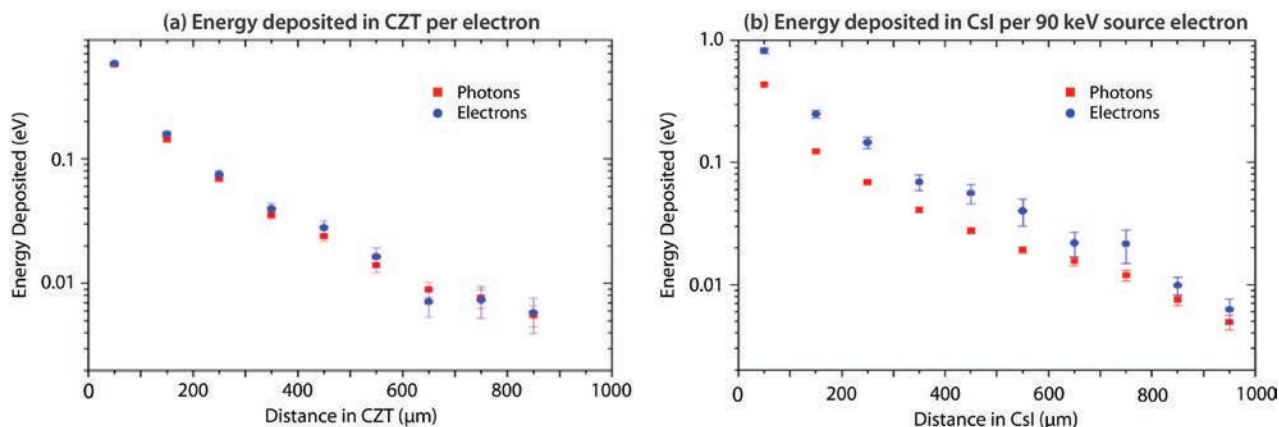 (a) Energy deposited in CZT per electron
Energy Deposited (eV)
0.1
0.01
Photons
Electrons
0 200 400 600 800 1000
Distance in CZT (μm)
(b) Energy deposited in CsI per 90 keV source electron
Energy Deposited (eV)
1.0
0.1
0.01
Photons
Electrons
0 200 400 600 800 1000
Distance in CsI (μm)